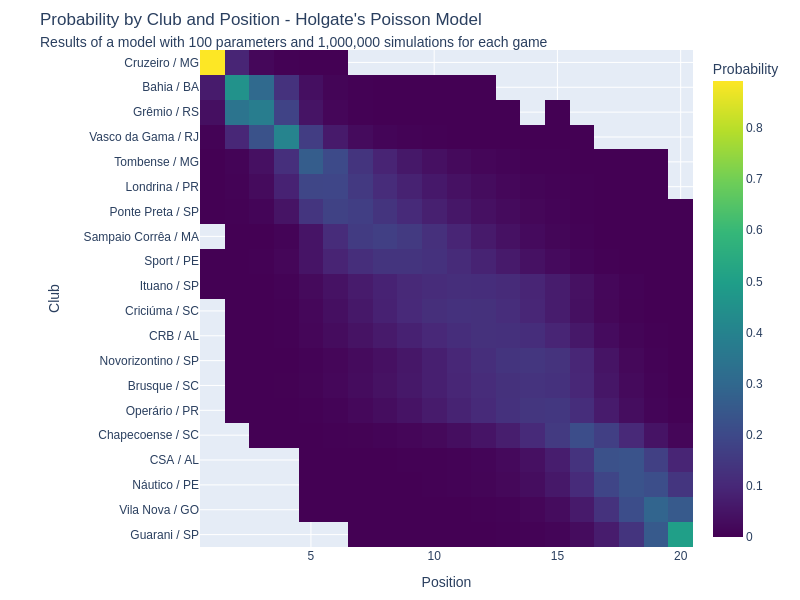 Probability by Club and Position - Holgate's Poisson Model
Results of a model with 100 parameters and 1,000,000 simulations for each game
Probability
Cruzeiro / MG
Bahia / BA
Grêmio / RS
Vasco da Gama / RJ
Tombense / MG
Londrina / PR
Ponte Preta / SP
Sampaio Corrêa / MA
Sport / PE
Ituano / SP
Criciúma / SC
CRB / AL
Novorizontino / SP
Brusque / SC
Operário / PR
Chapecoense / SC
CSA / AL
Náutico / PE
Vila Nova / GO
Guarani / SP
Club
5 10 15 20
Position
0.8
0.7
0.6
0.5
0.4
0.3
0.2
0.1
0